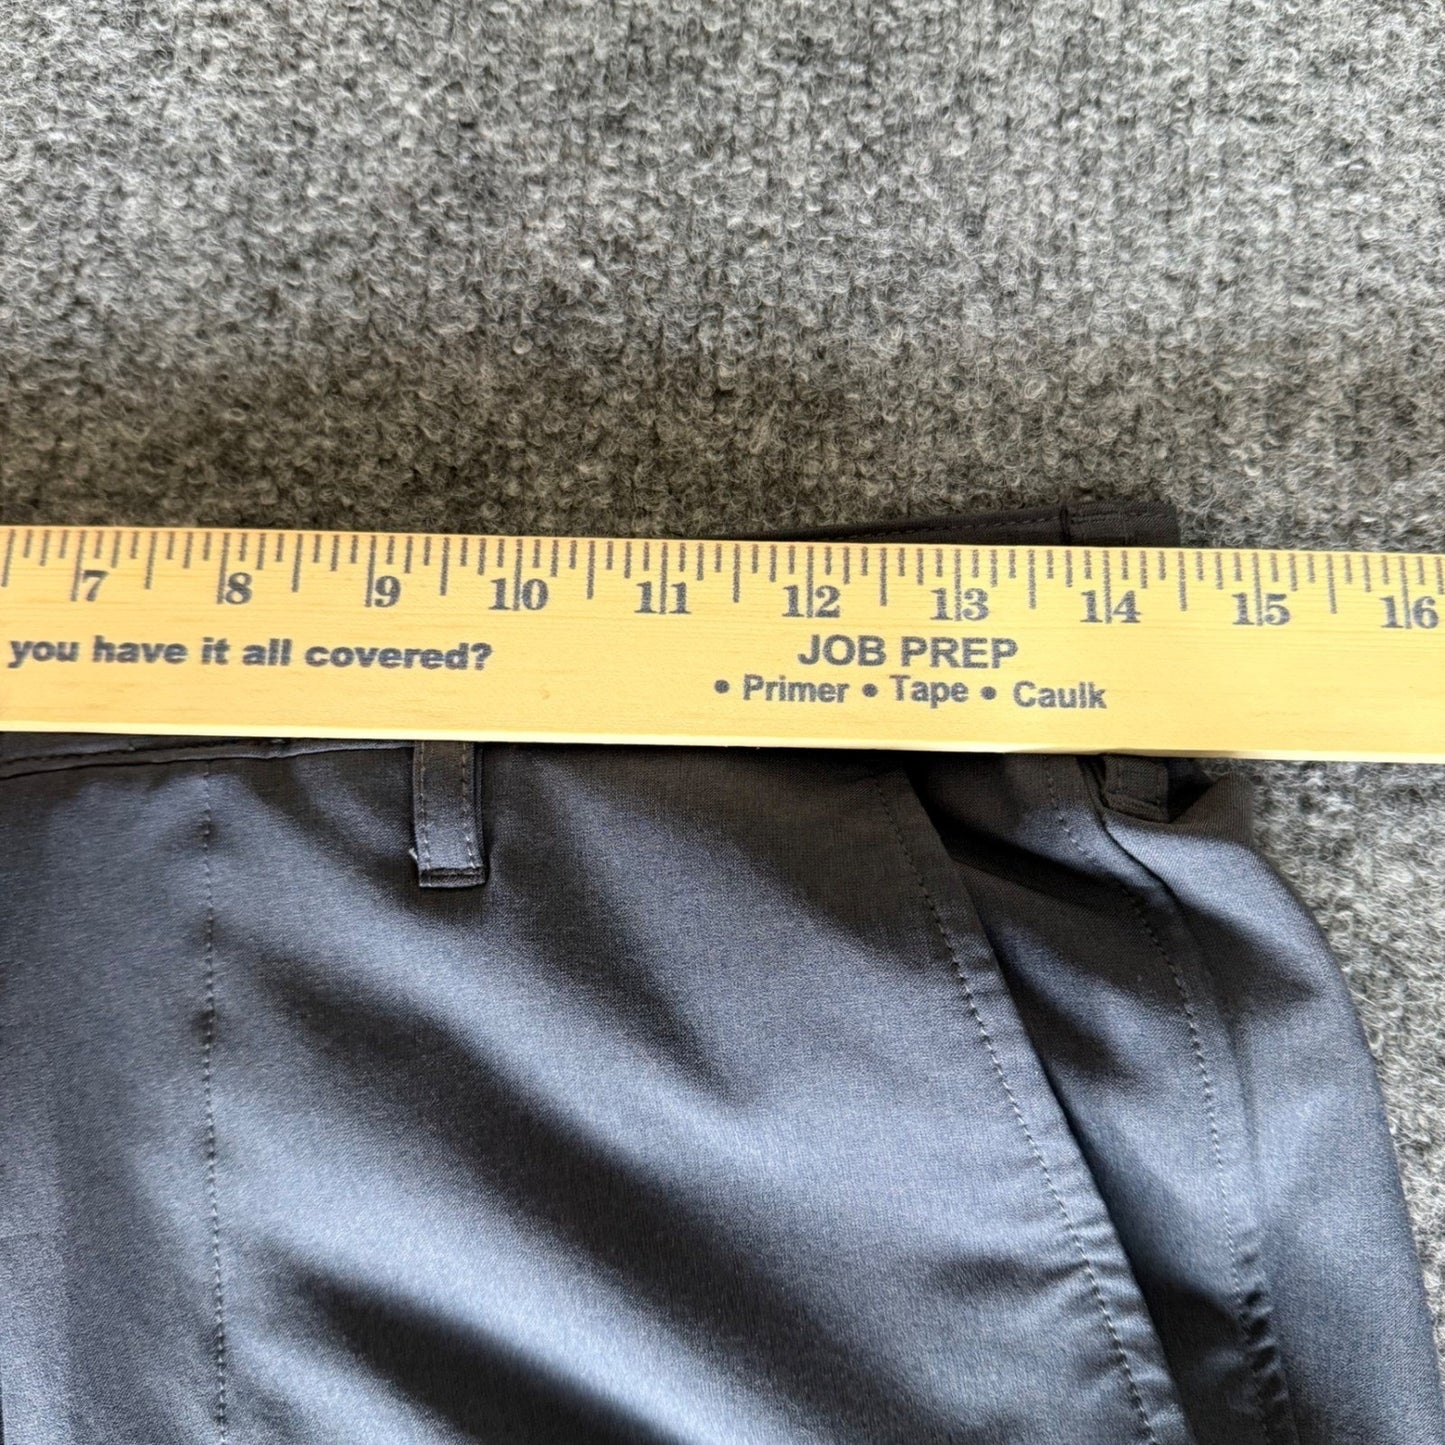 7 8 9 10 11 12 13 14 15 16
you have it all covered? JOB PREP
• Primer • Tape • Caulk